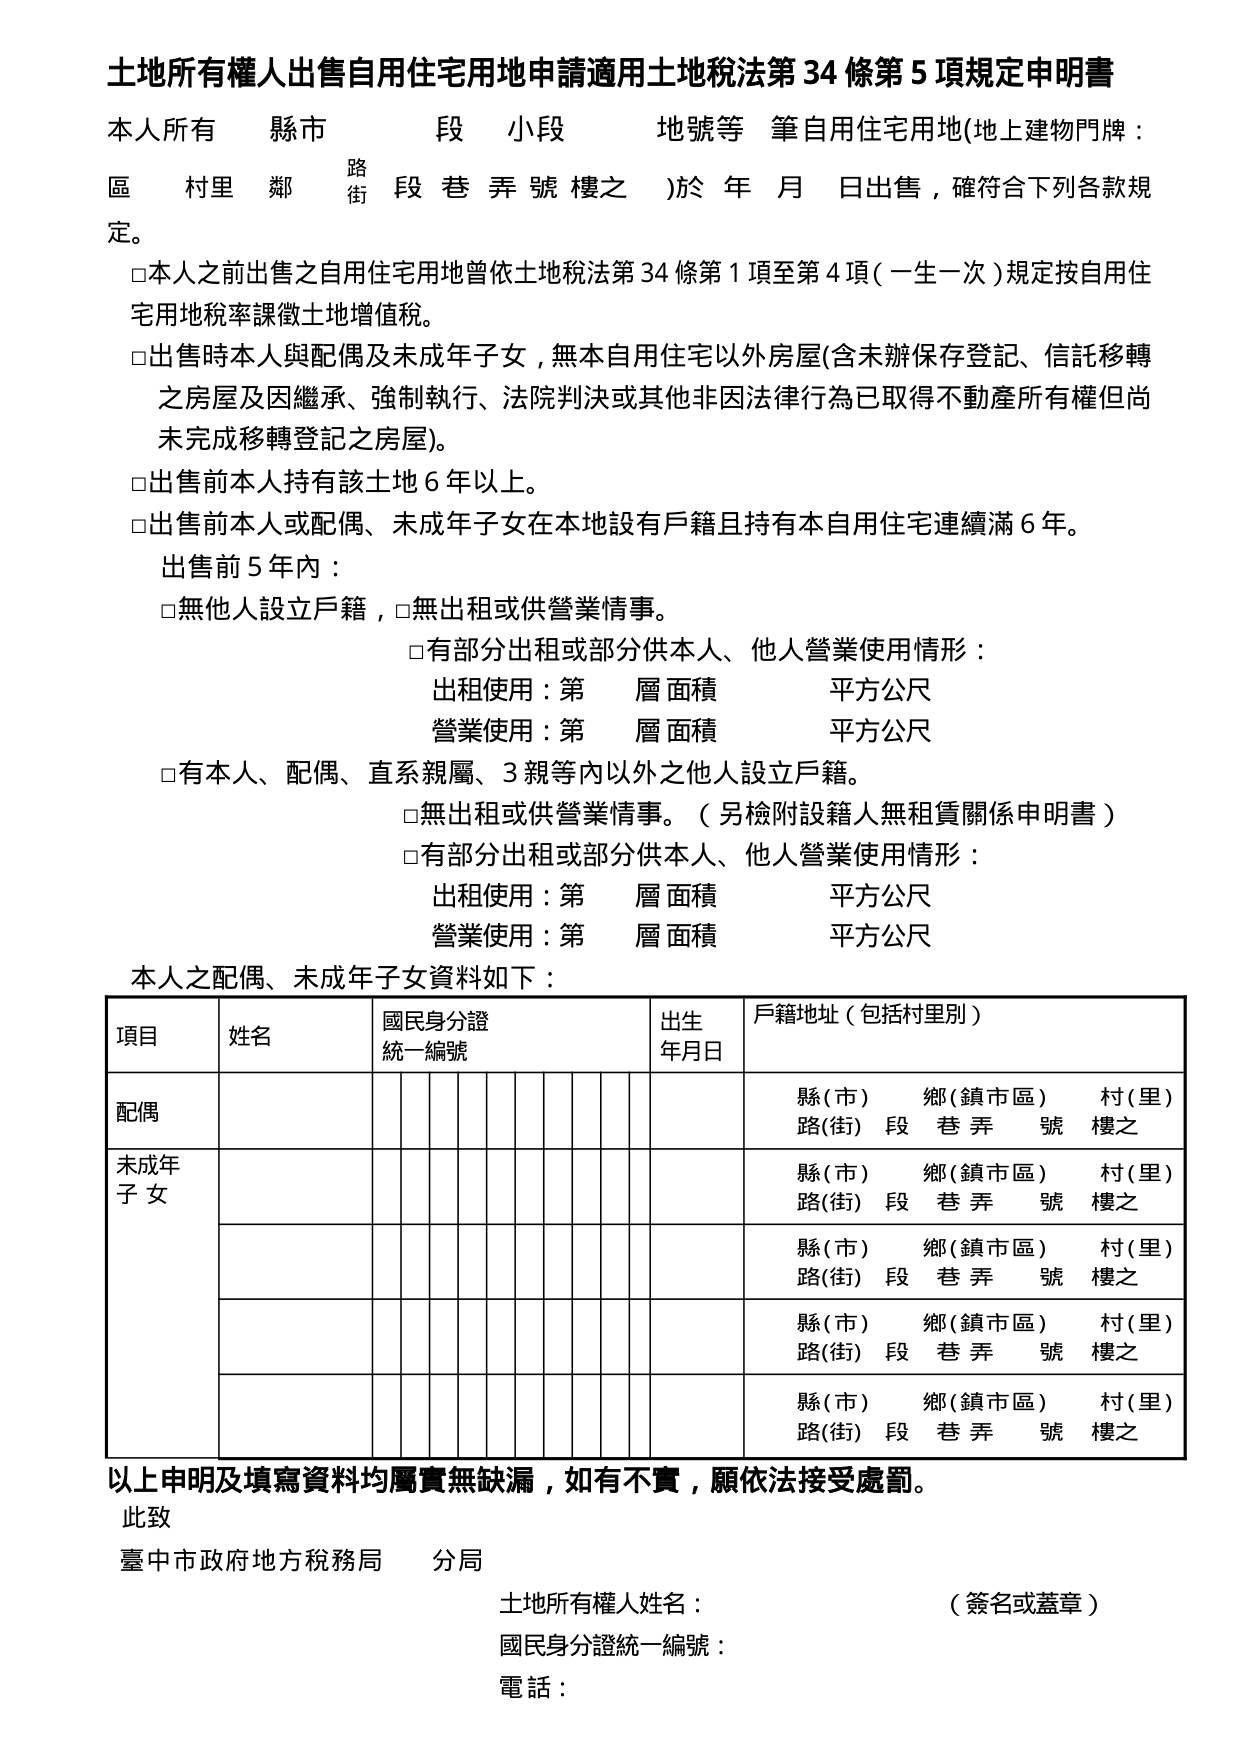 土地所有權人出售自用住宅用地申請適用土地稅法第 34 條第 5 項規定申明書
本人所有　　縣市　　　　段　小段　　　地號等　筆自用住宅用地(地上建物門牌：
區　　村里　鄰　　路街　段　巷　弄　號　樓之　)於　年　月　日出售，確符合下列各款規
定。
□本人之前出售之自用住宅用地曾依土地稅法第 34 條第 1 項至第 4 項(一生一次)規定按自用住
宅用地稅率課徵土地增值稅。
□出售時本人與配偶及未成年子女，無本自用住宅以外房屋(含未辦保存登記、信託移轉
之房屋及因繼承、強制執行、法院判決或其他非因法律行為已取得不動產所有權但尚
未完成移轉登記之房屋)。
□出售前本人持有該土地 6 年以上。
□出售前本人或配偶、未成年子女在本地設有戶籍且持有本自用住宅連續滿 6 年。
出售前 5 年內：
□無他人設立戶籍，□無出租或供營業情事。
□有部分出租或部分供本人、他人營業使用情形：
出租使用：第　　層面積　　　　平方公尺
營業使用：第　　層面積　　　　平方公尺
□有本人、配偶、直系親屬、3 親等內以外之他人設立戶籍。
□無出租或供營業情事。（另檢附設籍人無租賃關係申明書）
□有部分出租或部分供本人、他人營業使用情形：
出租使用：第　　層面積　　　　平方公尺
營業使用：第　　層面積　　　　平方公尺
本人之配偶、未成年子女資料如下：
項目　姓名　國民身分證　出生　戶籍地址（包括村里別）
統一編號　年月日
配偶　縣(市)　　鄉(鎮市區)　　村(里)
路(街)　段　巷　弄　號　樓之
未成年　縣(市)　　鄉(鎮市區)　　村(里)
子 女　路(街)　段　巷　弄　號　樓之
縣(市)　　鄉(鎮市區)　　村(里)
路(街)　段　巷　弄　號　樓之
縣(市)　　鄉(鎮市區)　　村(里)
路(街)　段　巷　弄　號　樓之
縣(市)　　鄉(鎮市區)　　村(里)
路(街)　段　巷　弄　號　樓之
以上申明及填寫資料均屬實無缺漏，如有不實，願依法接受處罰。
此致
臺中市政府地方稅務局　　分局
土地所有權人姓名：　　　　　　　　　（簽名或蓋章）
國民身分證統一編號：
電話：